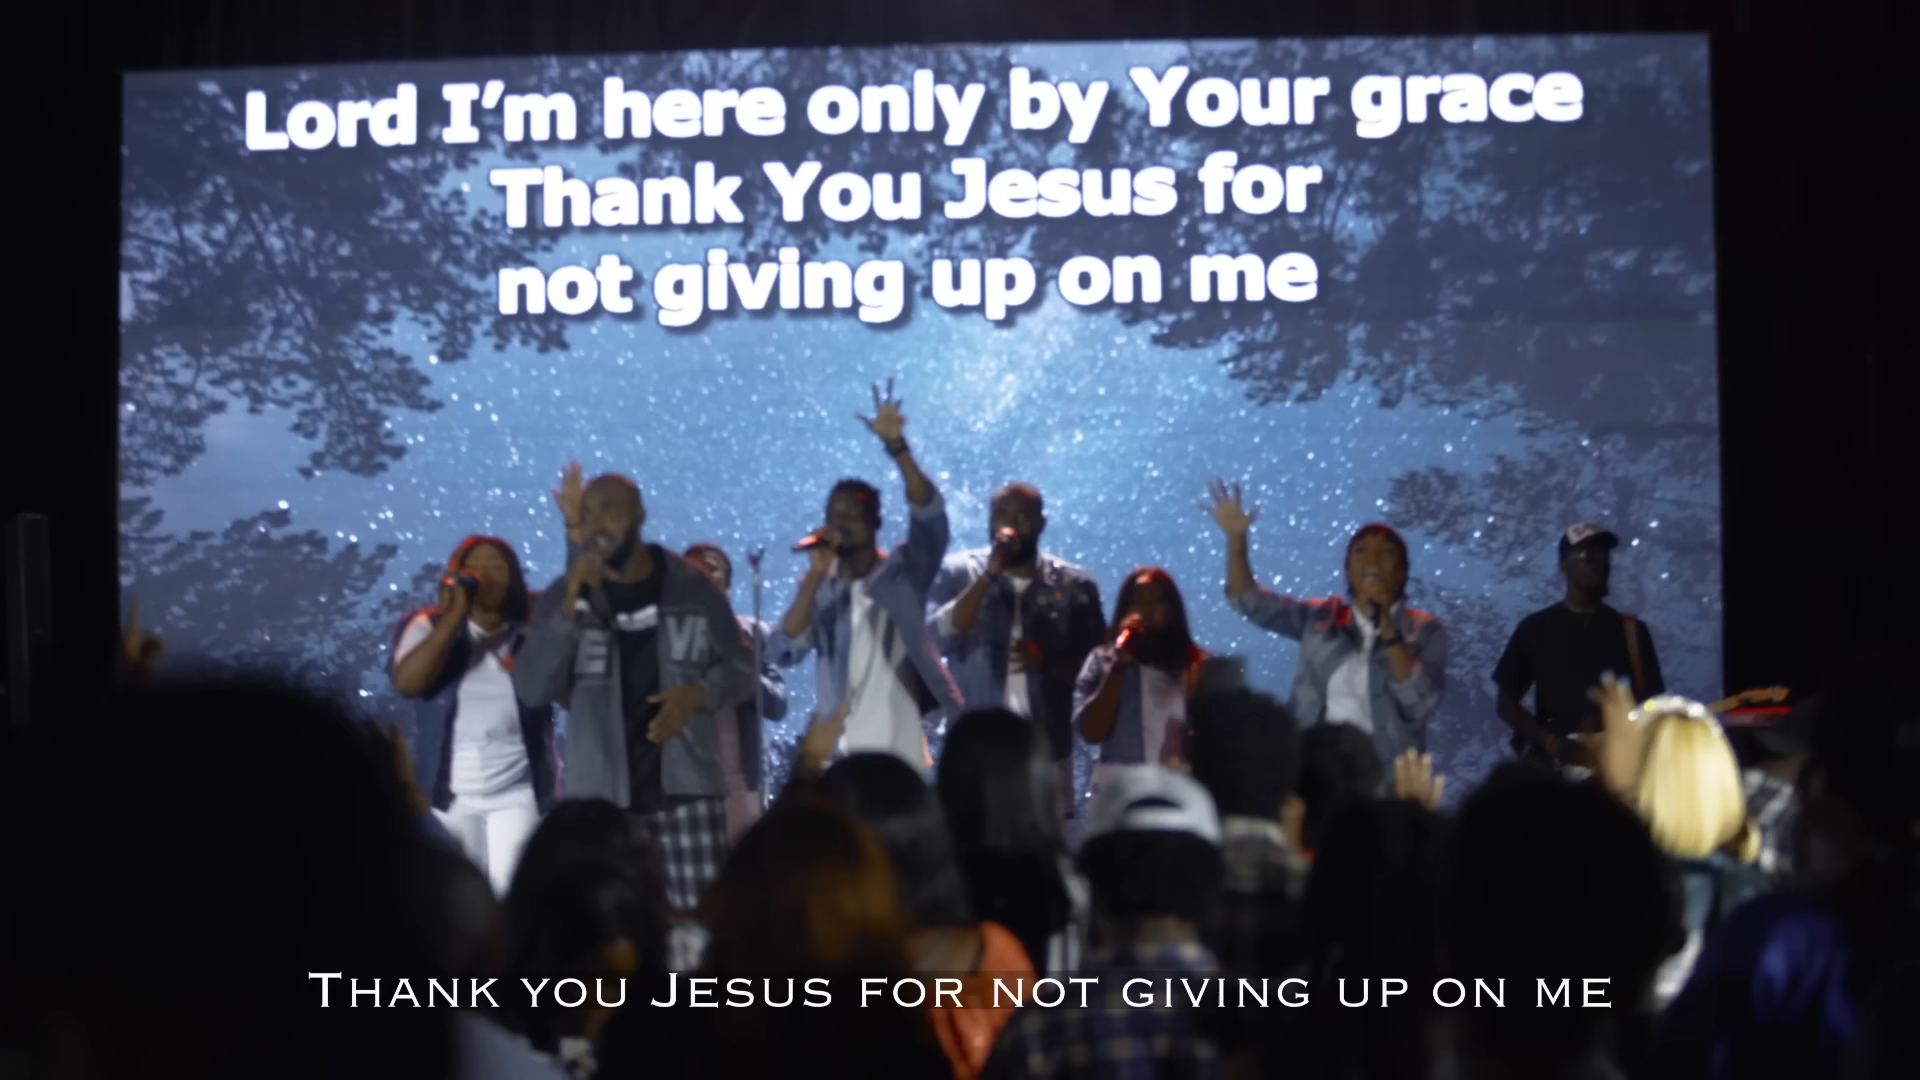 Lord I'm here only by Your grace
Thank You Jesus for
not giving up on me
Thank you Jesus for not giving up on me